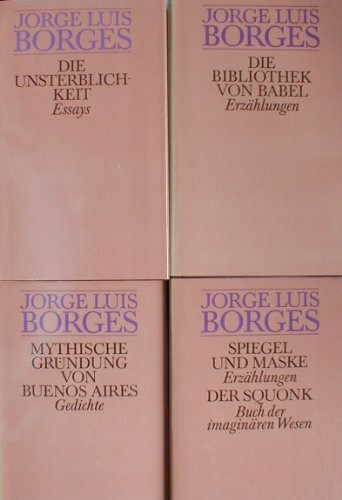 JORGE LUIS
BORGES
DIE
UNSTERBLICH-
KEIT
Essays
JORGE LUIS
BORGES
DIE
BIBLIOTHEK
VON BABEL
Erzählungen
JORGE LUIS
BORGES
MYTHISCHE
GRÜNDUNG
VON
BUENOS AIRES
Gedichte
JORGE LUIS
BORGES
SPIEGEL
UND MASKE
Erzählungen
DER SQUONK
Buch der
imaginären Wesen